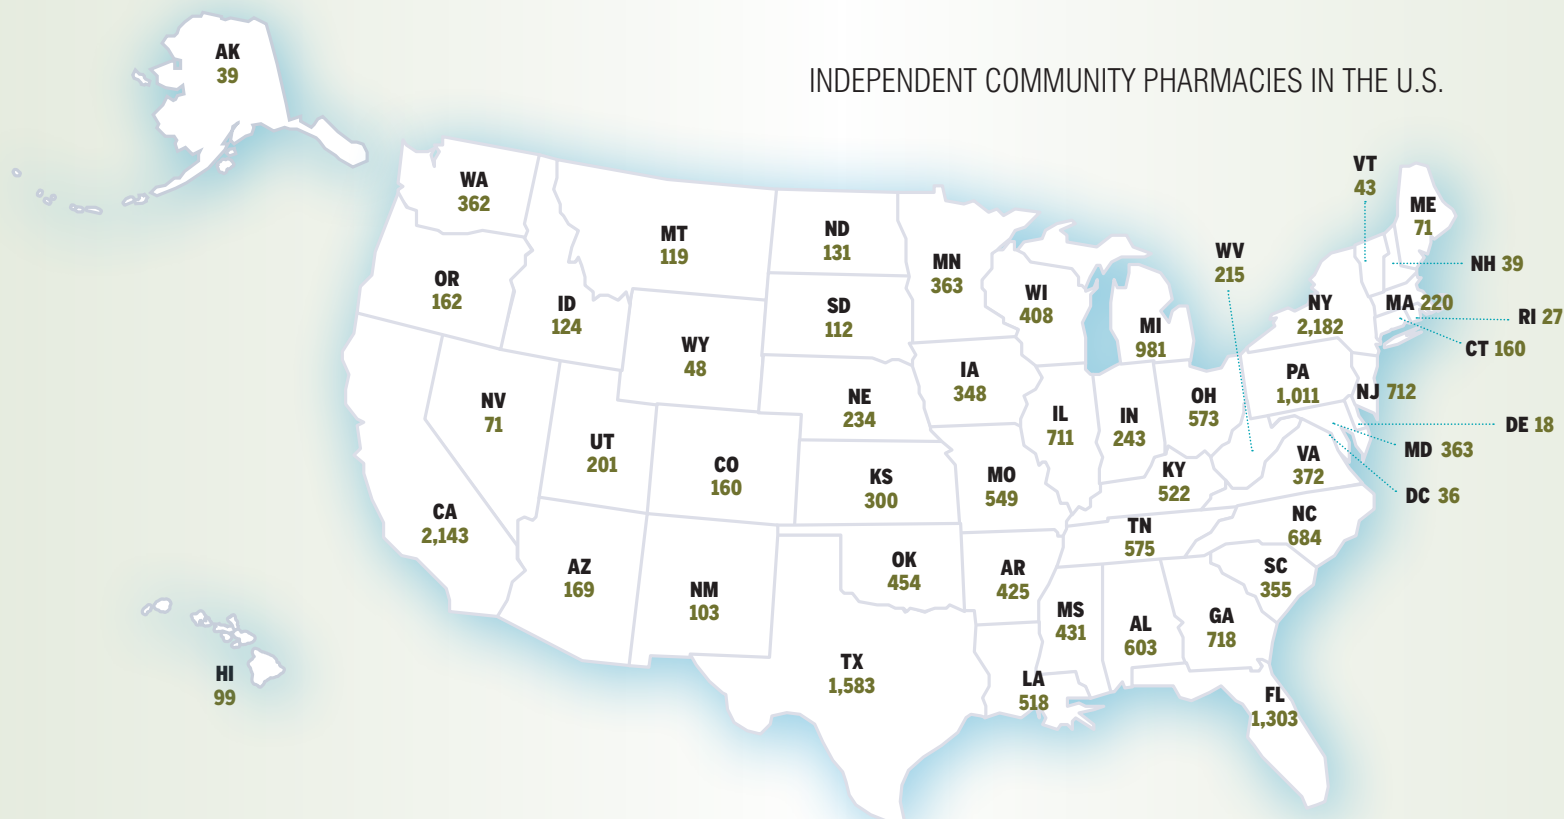 INDEPENDENT COMMUNITY PHARMACIES IN THE U.S.
AK
39
WA
362
OR
162
CA
2,143
HI
99
NV
71
ID
124
MT
119
WY
48
UT
201
AZ
169
CO
160
NM
103
ND
131
SD
112
NE
234
KS
300
OK
454
TX
1,583
MN
363
IA
348
MO
549
AR
425
LA
518
WI
408
IL
711
MI
981
IN
243
OH
573
KY
522
TN
575
MS
431
AL
603
GA
718
FL
1,303
SC
355
NC
684
VA
372
WV
215
PA
1,011
NY
2,182
VT
43
ME
71
NH 39
MA 220
RI 27
CT 160
NJ 712
DE 18
MD 363
DC 36